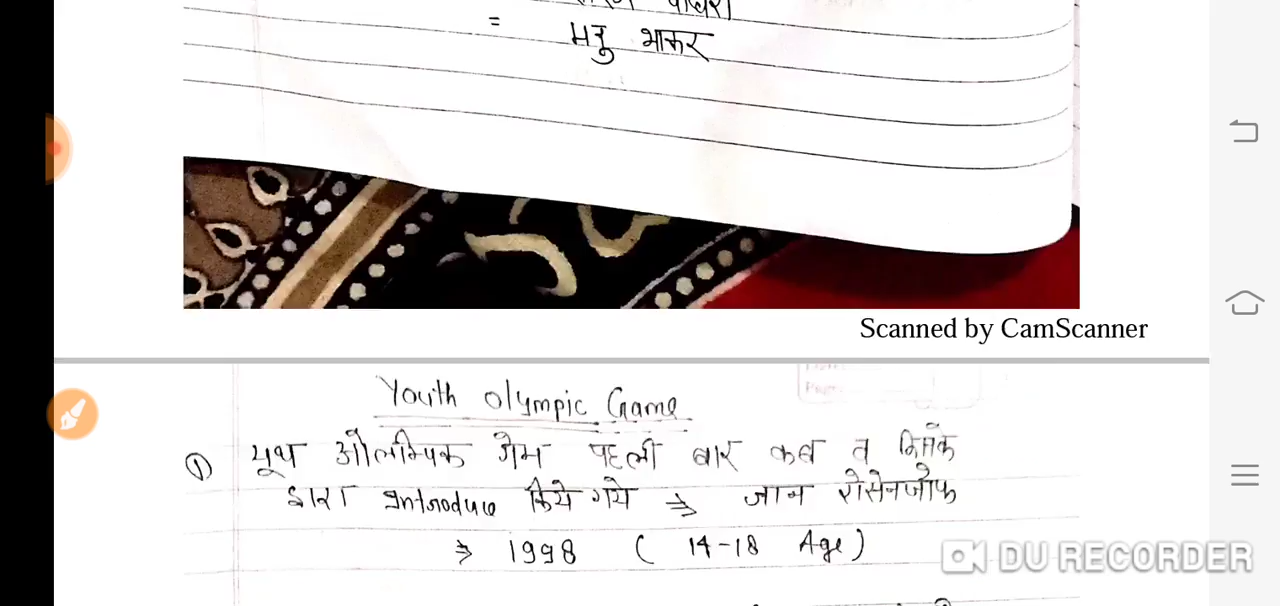 =
मनु भाकर
Scanned by CamScanner
Youth Olympic Game
① यूथ ओलम्पिक गेम पहली बार कब व किसके
द्वारा Introduce किये गये ⇒ जान रोसेनजोफ
⇒ 1998 ( 14-18 Age )
DU RECORDER